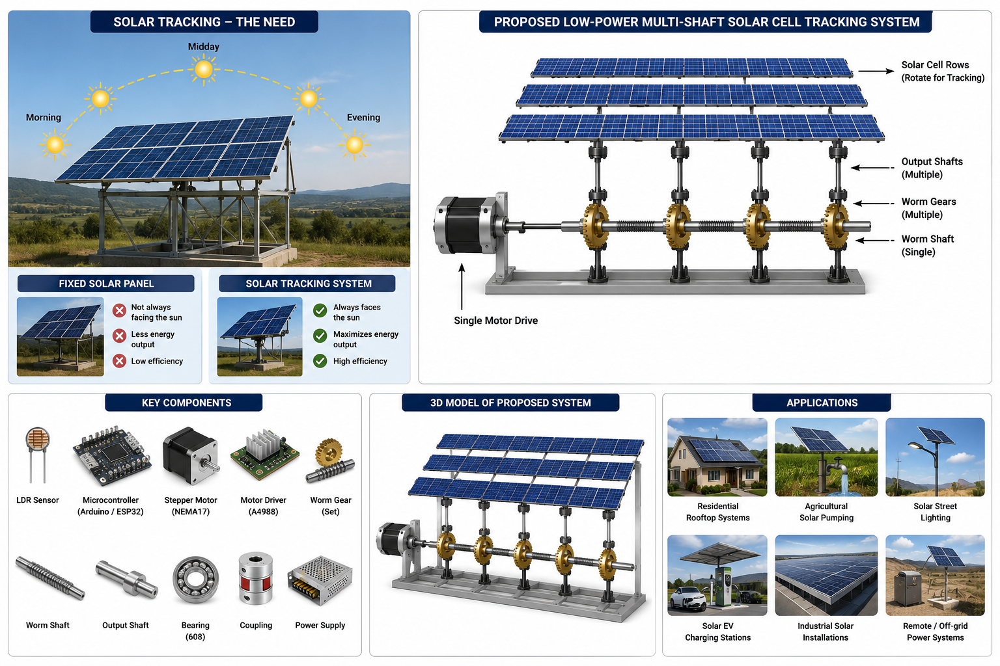 SOLAR TRACKING – THE NEED
Midday
Morning
Evening
FIXED SOLAR PANEL
Not always
facing the sun
Less energy
output
Low efficiency
SOLAR TRACKING SYSTEM
Always faces
the sun
Maximizes energy
output
High efficiency
PROPOSED LOW-POWER MULTI-SHAFT SOLAR CELL TRACKING SYSTEM
Solar Cell Rows
(Rotate for Tracking)
Output Shafts
(Multiple)
Worm Gears
(Multiple)
Worm Shaft
(Single)
Single Motor Drive
KEY COMPONENTS
LDR Sensor
Microcontroller
(Arduino / ESP32)
Stepper Motor
(NEMA17)
Motor Driver
(A4988)
Worm Gear
(Set)
Worm Shaft
Output Shaft
Bearing
(608)
Coupling
Power Supply
3D MODEL OF PROPOSED SYSTEM
APPLICATIONS
Residential
Rooftop Systems
Agricultural
Solar Pumping
Solar Street
Lighting
Solar EV
Charging Stations
Industrial Solar
Installations
Remote / Off-grid
Power Systems